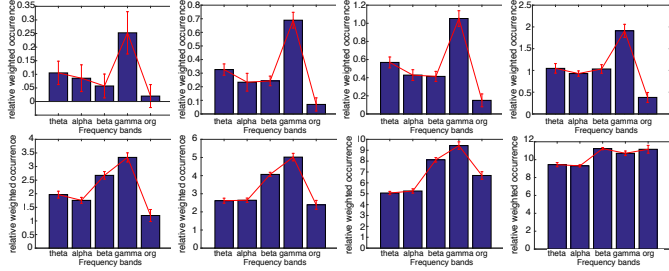 relative weighted occurrence
0.35
0.3
0.25
0.2
0.15
0.1
0.05
0
theta alpha beta gamma org
Frequency bands
relative weighted occurrence
0.8
0.7
0.6
0.5
0.4
0.3
0.2
0.1
0
theta alpha beta gamma org
Frequency bands
relative weighted occurrence
1.2
1
0.8
0.6
0.4
0.2
0
theta alpha beta gamma org
Frequency bands
relative weighted occurrence
2.5
2
1.5
1
0.5
0
theta alpha beta gamma org
Frequency bands
relative weighted occurrence
4
3.5
3
2.5
2
1.5
1
0.5
0
theta alpha beta gamma org
Frequency bands
relative weighted occurrence
6
5
4
3
2
1
0
theta alpha beta gamma org
Frequency bands
relative weighted occurrence
10
9
8
7
6
5
4
3
2
1
0
theta alpha beta gamma org
Frequency bands
relative weighted occurrence
12
10
8
6
4
2
0
theta alpha beta gamma org
Frequency bands